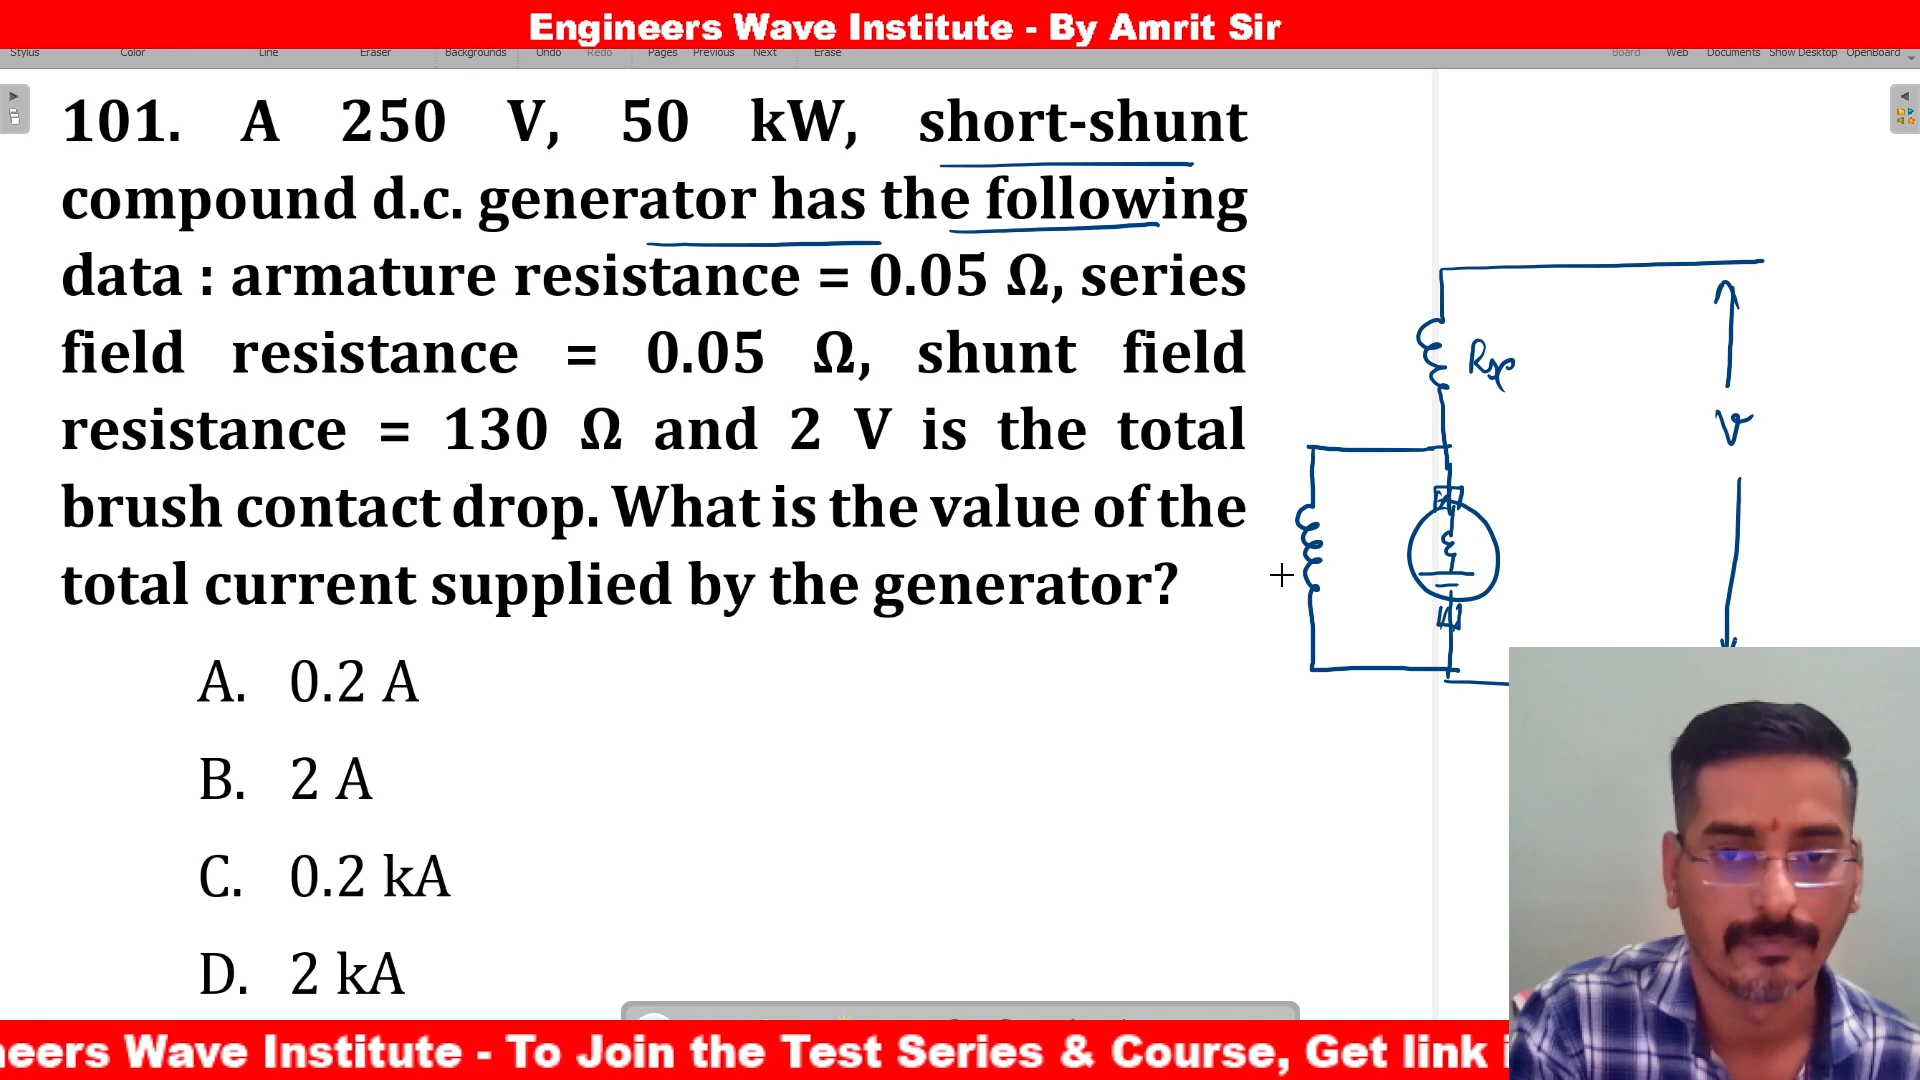 Engineers Wave Institute - By Amrit Sir
Stylus Color Line Eraser Backgrounds Undo Redo Pages Previous Next Erase Board Web Documents Show Desktop OpenBoard
101. A 250 V, 50 kW, short-shunt
compound d.c. generator has the following
data : armature resistance = 0.05 Ω, series
field resistance = 0.05 Ω, shunt field
resistance = 130 Ω and 2 V is the total
brush contact drop. What is the value of the
total current supplied by the generator?
A. 0.2 A
B. 2 A
C. 0.2 kA
D. 2 kA
V
neers Wave Institute - To Join the Test Series & Course, Get link i